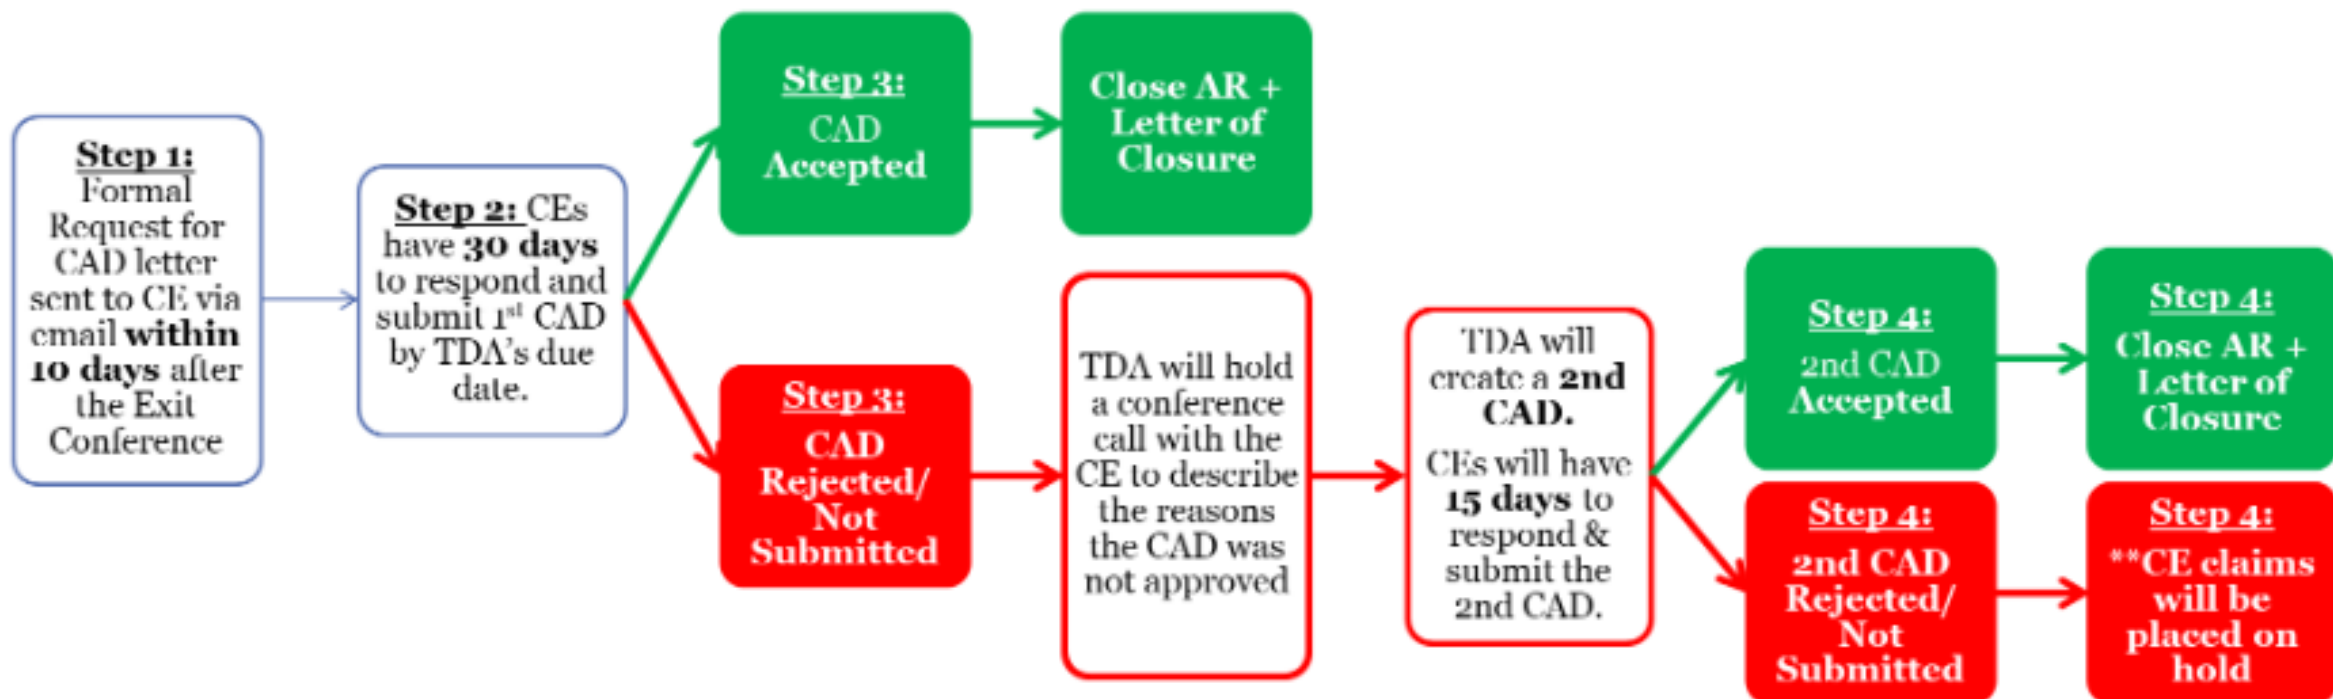 Step 1:
Formal
Request for
CAD letter
sent to CE via
email within
10 days after
the Exit
Conference
Step 2: CEs
have 30 days
to respond and
submit 1st CAD
by TDA's due
date.
Step 3:
CAD
Accepted
Close AR +
Letter of
Closure
Step 3:
CAD
Rejected/
Not
Submitted
TDA will hold
a conference
call with the
CE to describe
the reasons
the CAD was
not approved
TDA will
create a 2nd
CAD.
CEs will have
15 days to
respond &
submit the
2nd CAD.
Step 4:
2nd CAD
Accepted
Step 4:
Close AR +
Letter of
Closure
Step 4:
2nd CAD
Rejected/
Not
Submitted
Step 4:
**CE claims
will be
placed on
hold